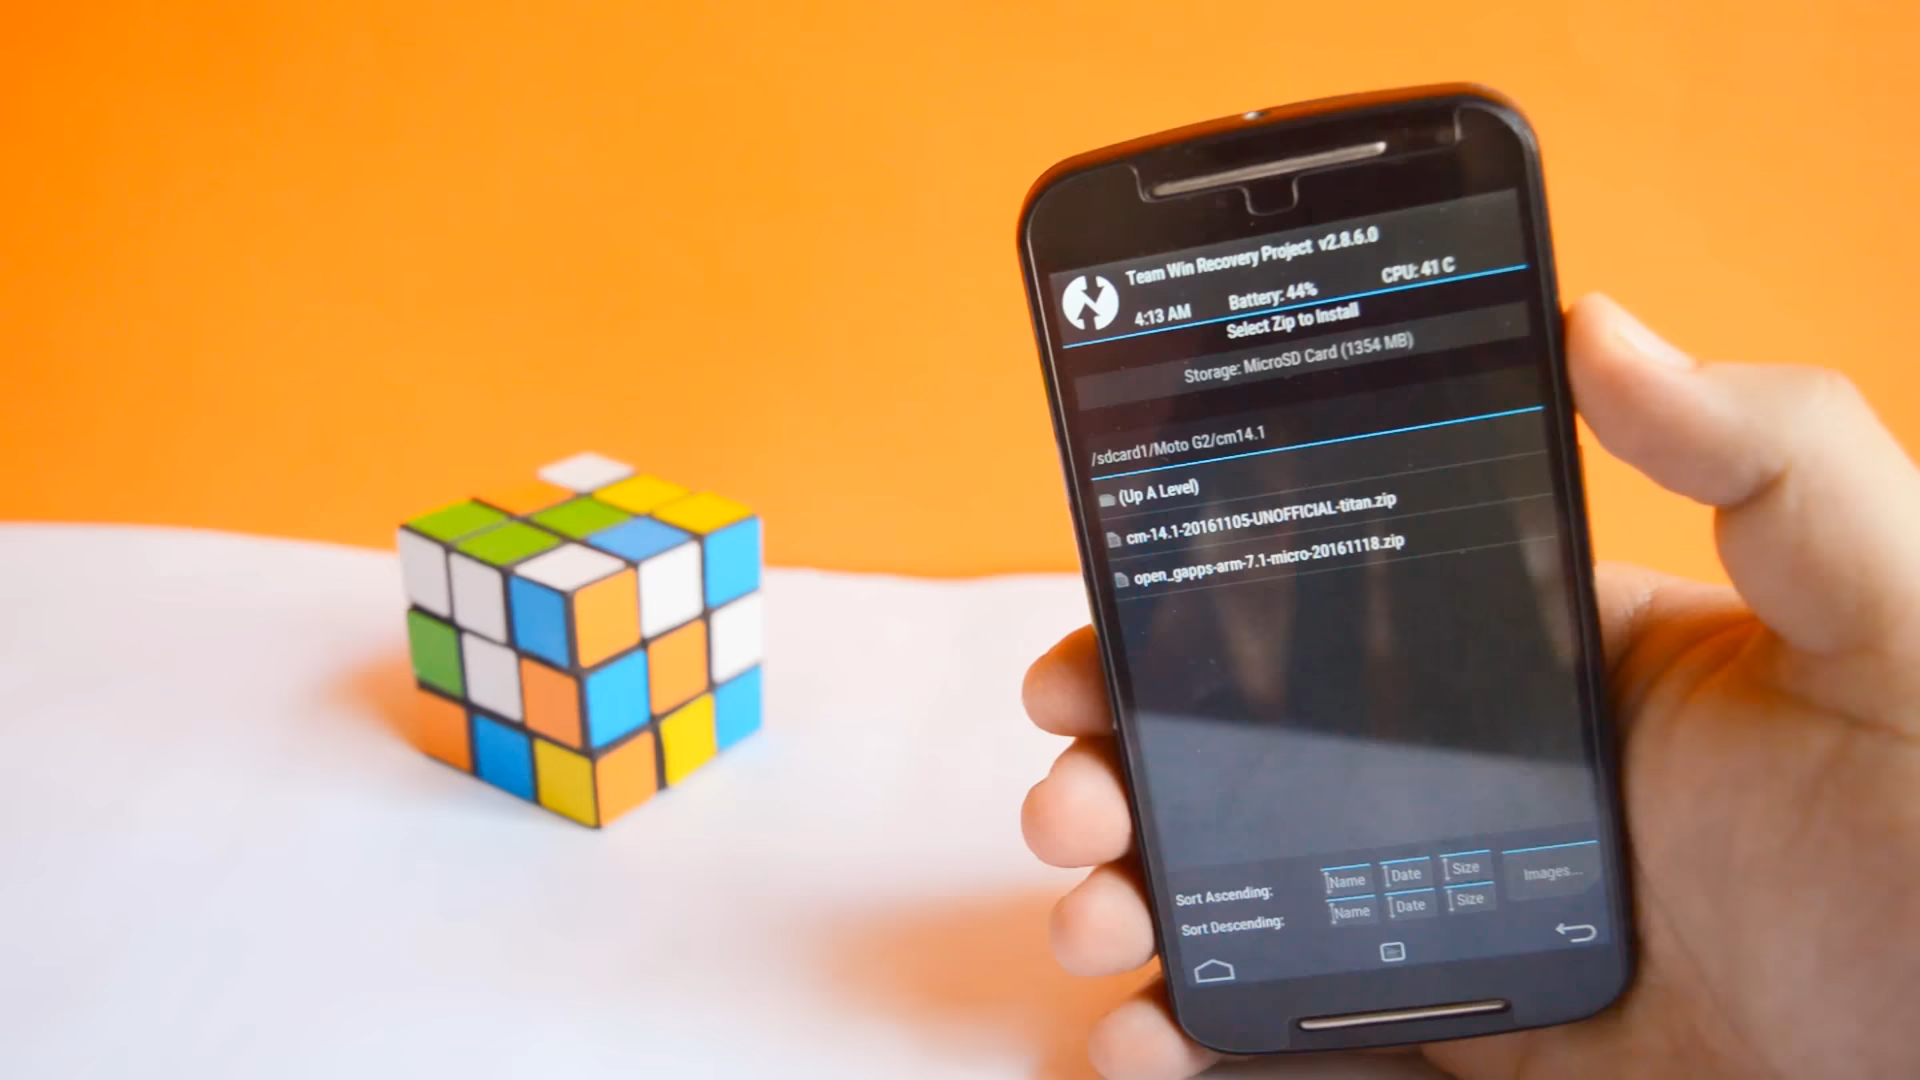 Team Win Recovery Project v2.8.6.0
4:13 AM Battery: 44% CPU: 41 C
Select Zip to Install
Storage: MicroSD Card (1354 MB)
/sdcard1/Moto G2/cm14.1
(Up A Level)
cm-14.1-20161105-UNOFFICIAL-titan.zip
open_gapps-arm-7.1-micro-20161118.zip
Sort Ascending: Name Date Size Images...
Sort Descending: Name Date Size